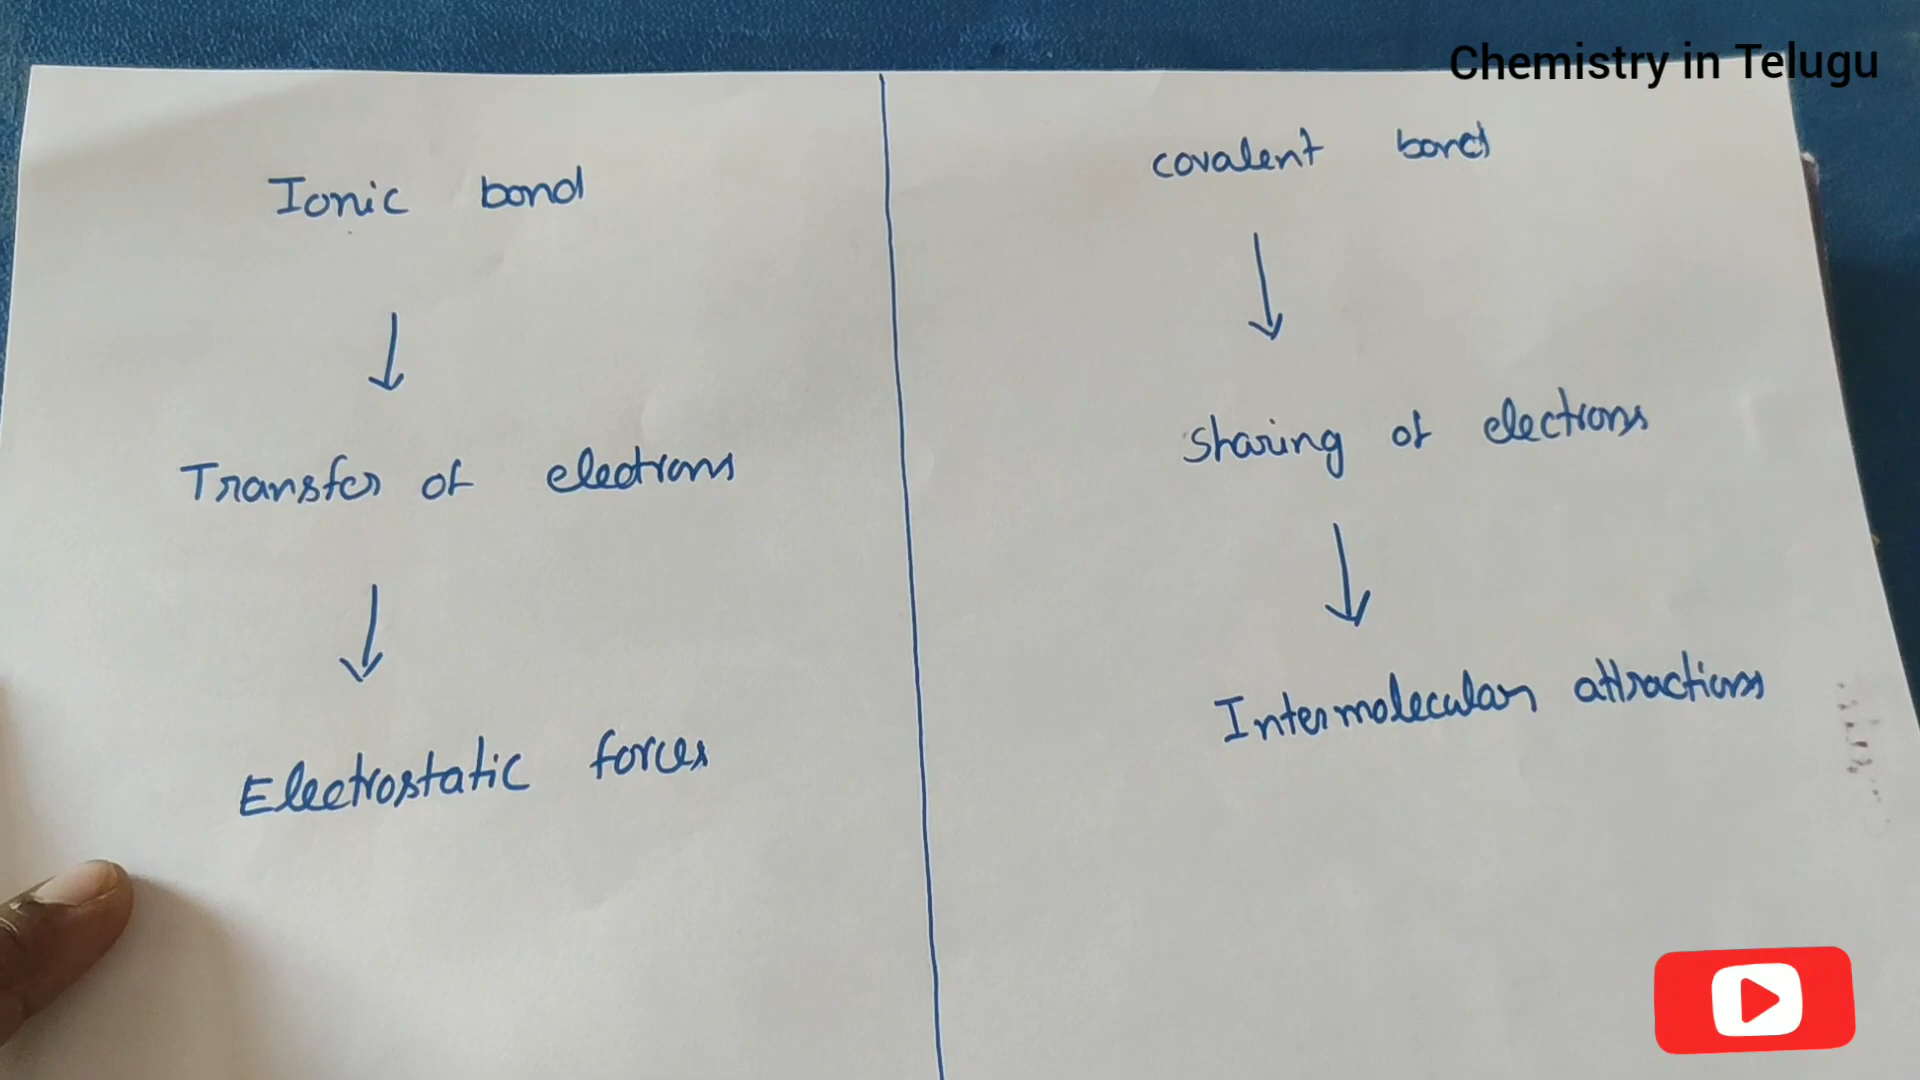 Chemistry in Telugu
Ionic bond
Transfer of electrons
Electrostatic forces
covalent bond
Sharing of electrons
Intermolecular attractions